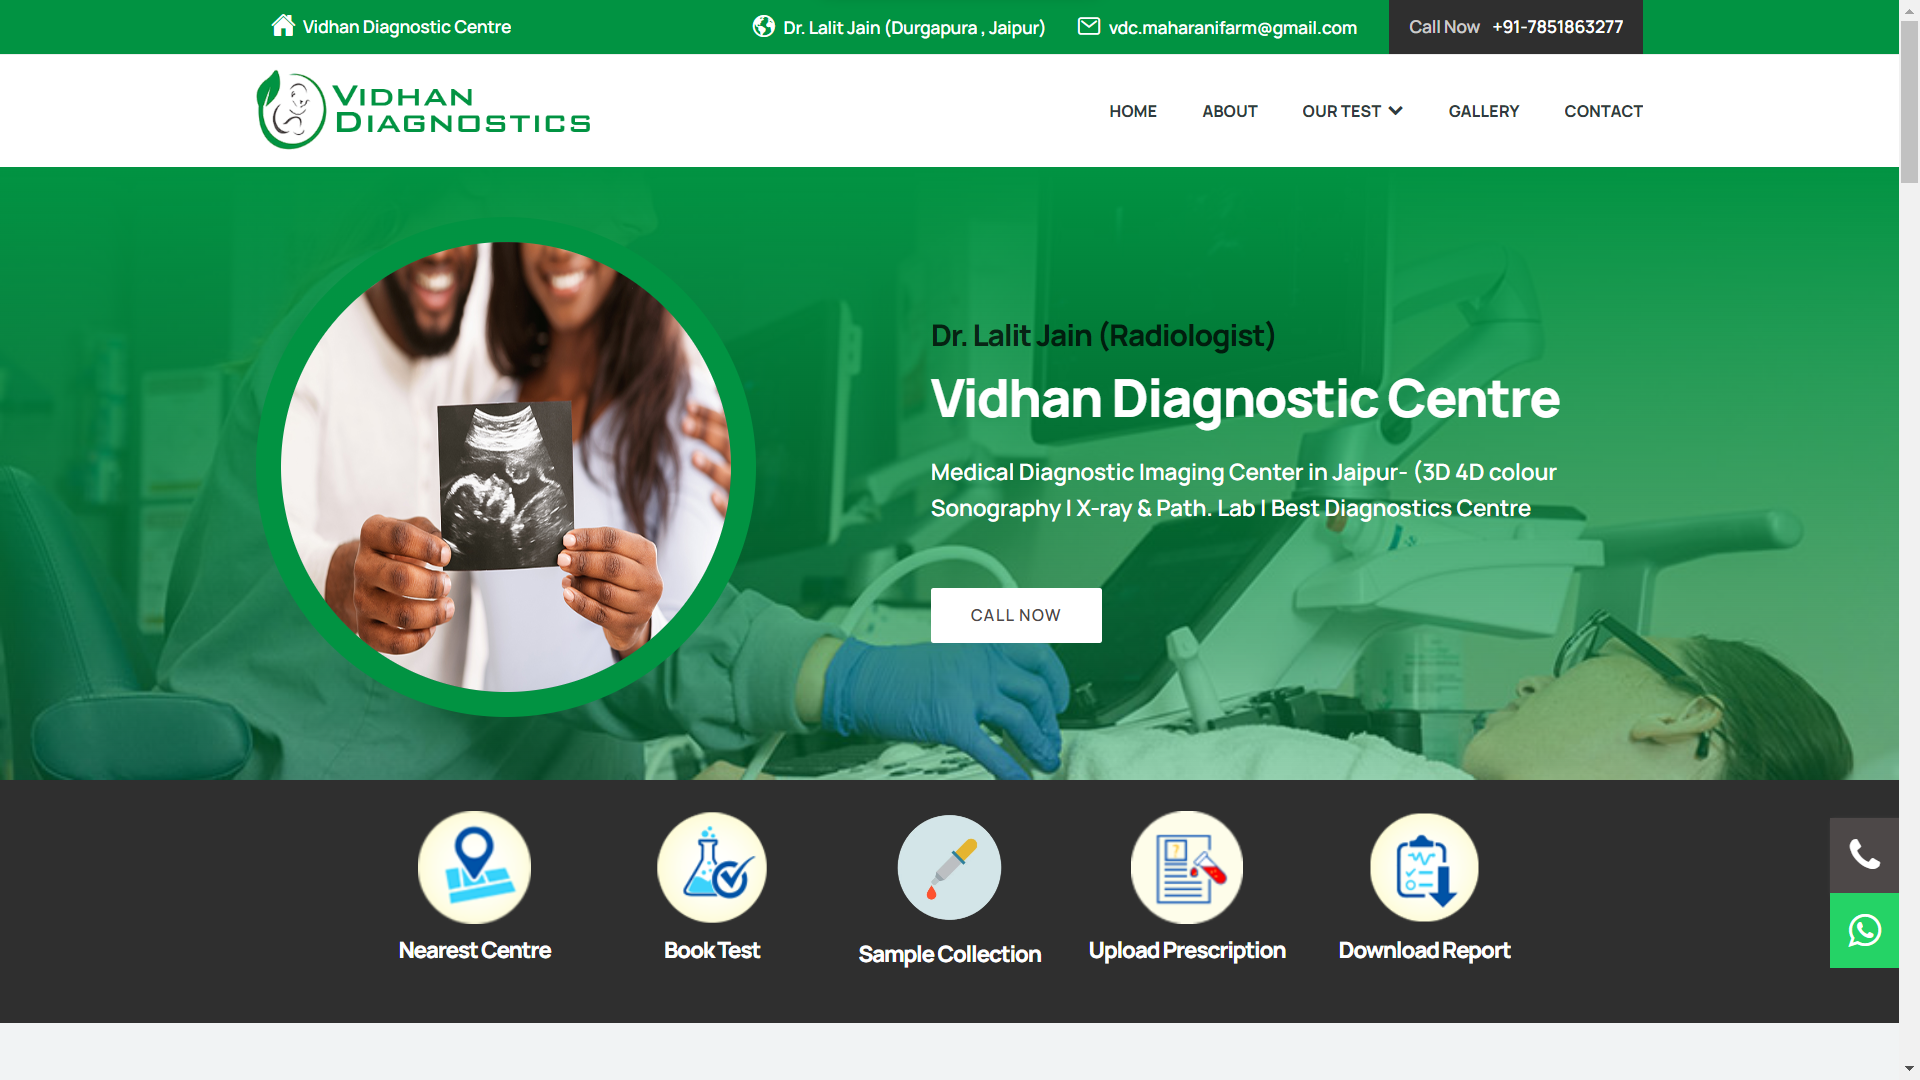 Vidhan Diagnostic Centre
Dr. Lalit Jain (Durgapura , Jaipur)
vdc.maharanifarm@gmail.com
Call Now +91-7851863277
VIDHAN
DIAGNOSTICS
HOME
ABOUT
OUR TEST
GALLERY
CONTACT
Dr. Lalit Jain (Radiologist)
Vidhan Diagnostic Centre
Medical Diagnostic Imaging Center in Jaipur- (3D 4D colour
Sonography | X-ray & Path. Lab | Best Diagnostics Centre
CALL NOW
Nearest Centre
Book Test
Sample Collection
Upload Prescription
Download Report